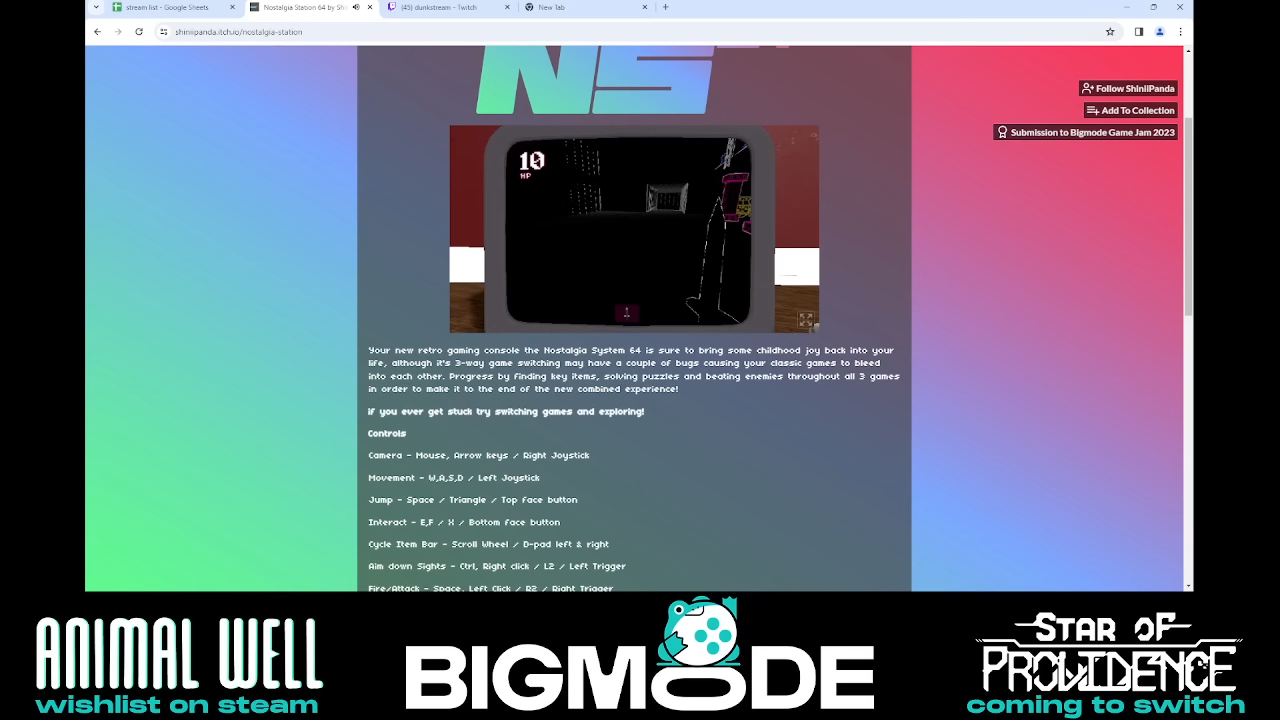 stream list - Google Sheets
Nostalgia Station 64 by Shi
(45) dunkstream - Twitch
New Tab
shiniipanda.itch.io/nostalgia-station
NS
Follow ShiniiPanda
Add To Collection
Submission to Bigmode Game Jam 2023
10
HP
Your new retro gaming console the Nostalgia System 64 is sure to bring some childhood joy back into your
life, although it's 3-way game switching may have a couple of bugs causing your classic games to bleed
into each other. Progress by finding key items, solving puzzles and beating enemies throughout all 3 games
in order to make it to the end of the new combined experience!
if you ever get stuck try switching games and exploring!
Controls
Camera - Mouse, Arrow keys / Right Joystick
Movement - W,A,S,D / Left Joystick
Jump - Space / Triangle / Top face button
Interact - E,F / X / Bottom face button
Cycle Item Bar - Scroll Wheel / D-pad left & right
Aim down Sights - Ctrl, Right click / L2 / Left Trigger
Fire/Attack - Space, Left Click / R2 / Right Trigger
ANIMAL WELL
wishlist on steam
BIGMODE
STAR OF
PROVIDENCE
coming to switch